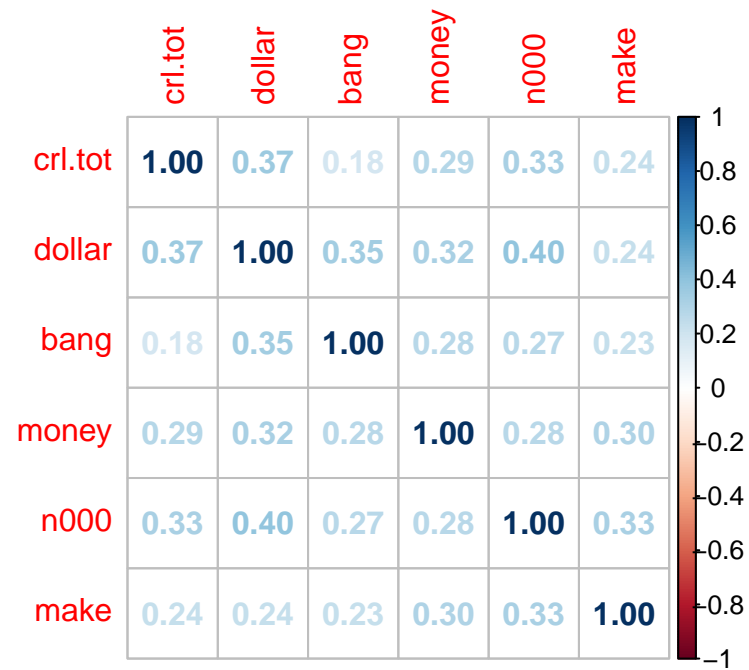 crl.tot dollar bang money n000 make
crl.tot 1.00 0.37 0.18 0.29 0.33 0.24
dollar 0.37 1.00 0.35 0.32 0.40 0.24
bang 0.18 0.35 1.00 0.28 0.27 0.23
money 0.29 0.32 0.28 1.00 0.28 0.30
n000 0.33 0.40 0.27 0.28 1.00 0.33
make 0.24 0.24 0.23 0.30 0.33 1.00
1
0.8
0.6
0.4
0.2
0
−0.2
−0.4
−0.6
−0.8
−1